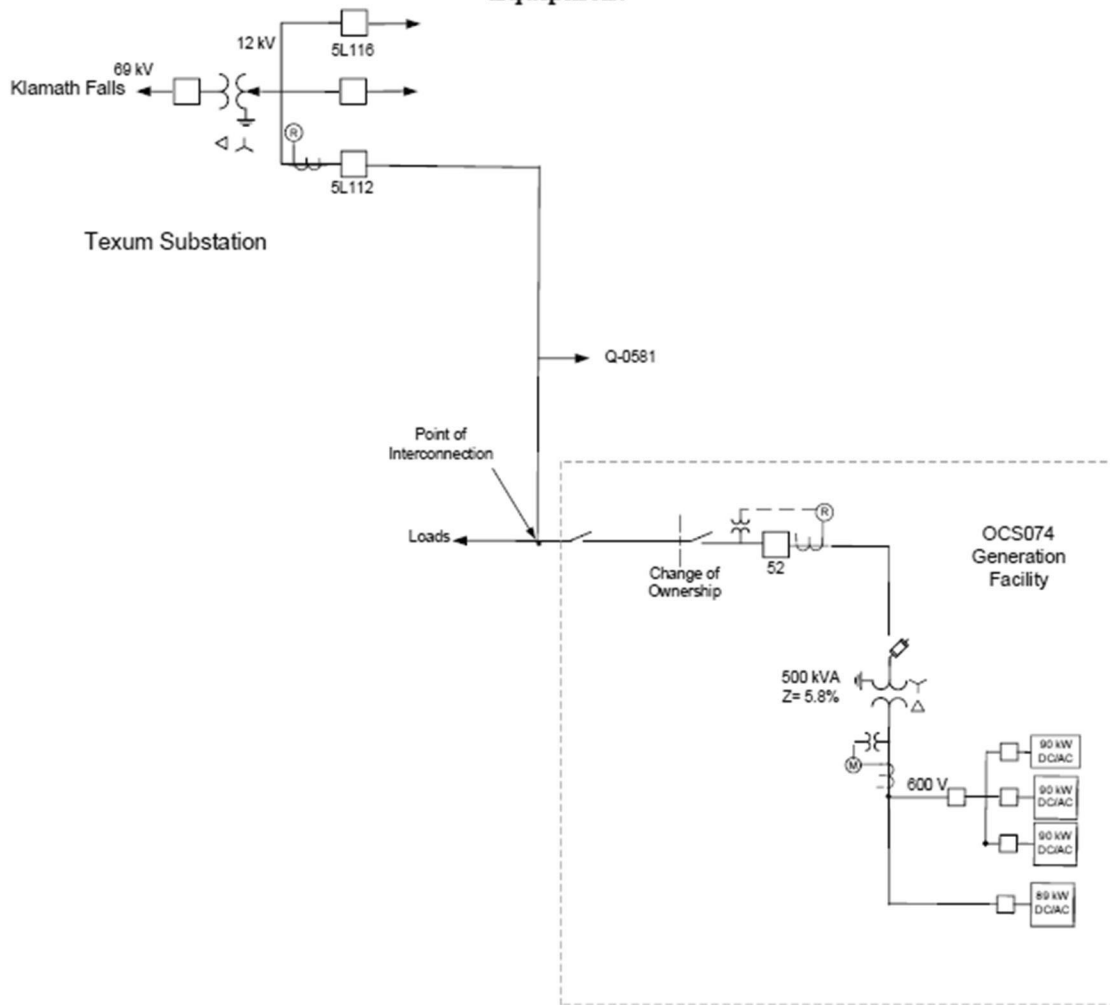 12 kV
5L116
69 kV
Klamath Falls
R
5L112
Texum Substation
Q-0581
Point of
Interconnection
Loads
Change of
Ownership
52
R
OCS074
Generation
Facility
500 kVA
Z= 5.8%
M
600 V
90 kW
DC/AC
90 kW
DC/AC
90 kW
DC/AC
89 kW
DC/AC